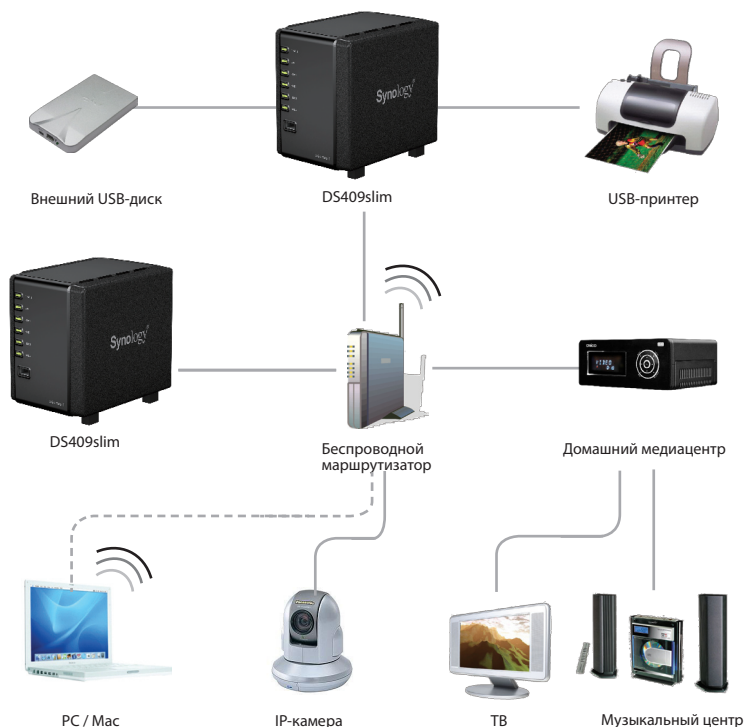 Synology
Внешний USB-диск
DS409slim
USB-принтер
Synology
DS409slim
VIDEO
Беспроводной
маршрутизатор
Домашний медиацентр
PC / Mac
IP-камера
ТВ
Музыкальный центр